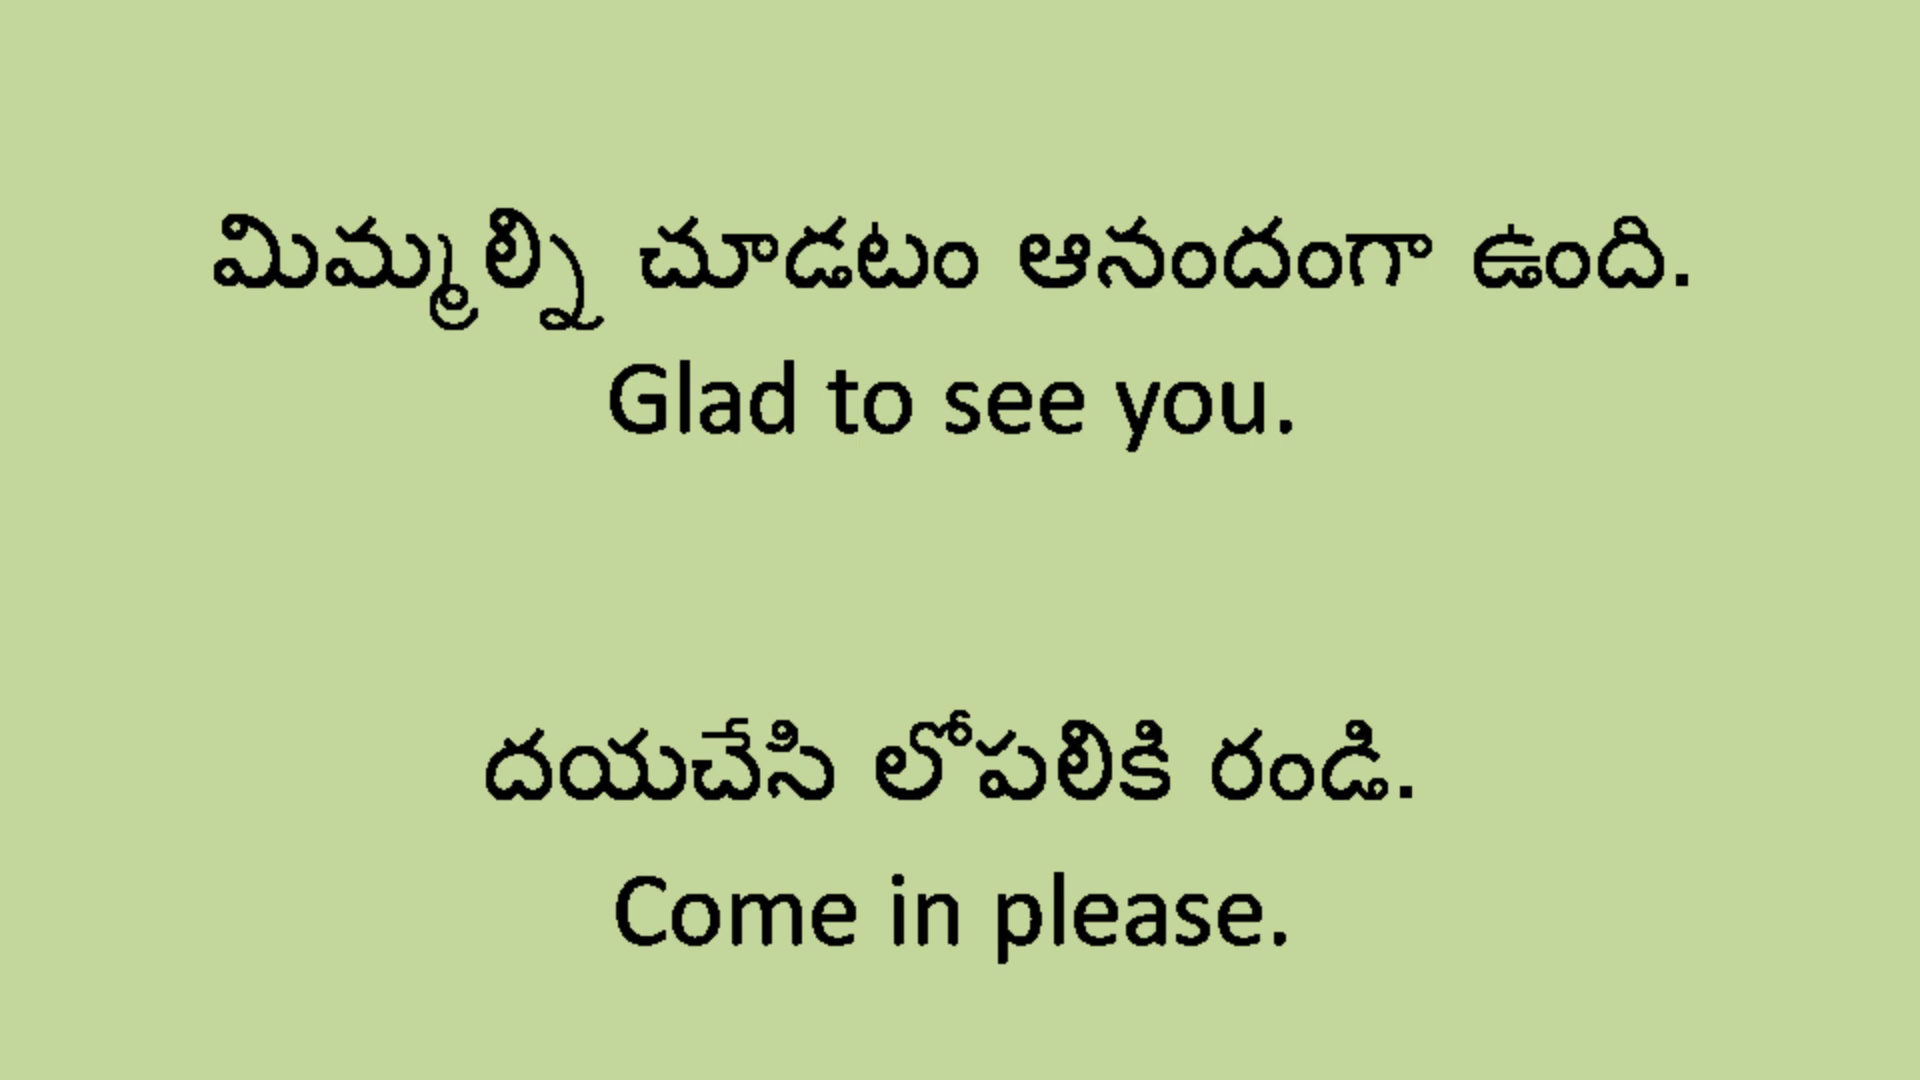 మిమ్మల్ని చూడటం ఆనందంగా ఉంది.
Glad to see you.
దయచేసి లోపలికి రండి.
Come in please.